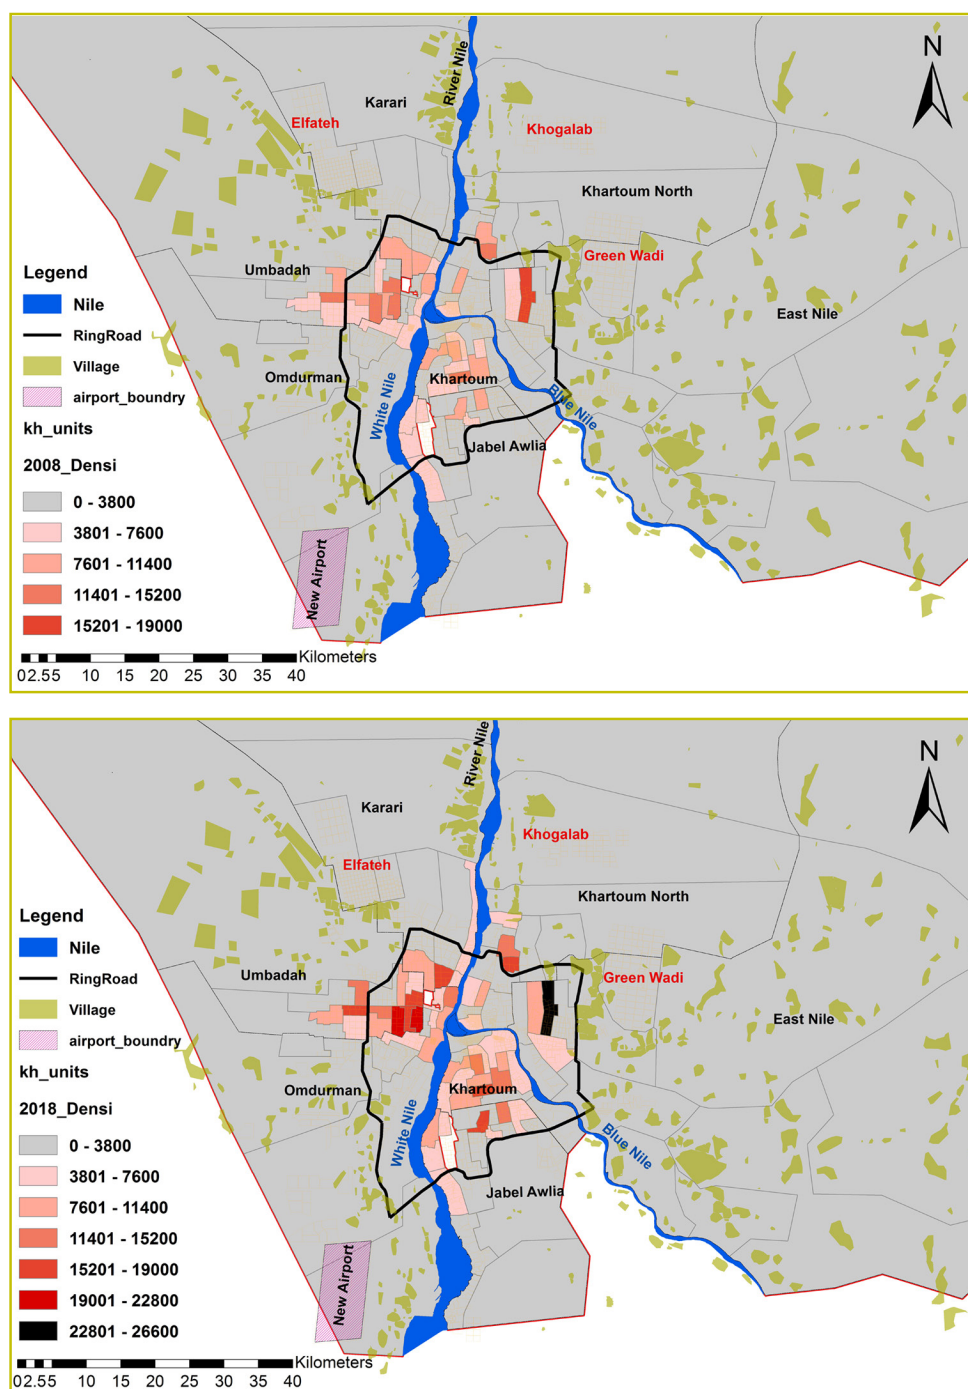 N
River Nile
Karari
Elfateh
Khogalab
Khartoum North
Green Wadi
Umbadah
East Nile
Omdurman
Khartoum
White Nile
Blue Nile
Jabel Awlia
New Airport
Legend
Nile
RingRoad
Village
airport_boundry
kh_units
2008_Densi
0 - 3800
3801 - 7600
7601 - 11400
11401 - 15200
15201 - 19000
Kilometers
02.55 10 15 20 25 30 35 40
N
River Nile
Karari
Khogalab
Elfateh
Khartoum North
Umbadah
Green Wadi
East Nile
Omdurman
Khartoum
White Nile
Blue Nile
Jabel Awlia
New Airport
Legend
Nile
RingRoad
Village
airport_boundry
kh_units
2018_Densi
0 - 3800
3801 - 7600
7601 - 11400
11401 - 15200
15201 - 19000
19001 - 22800
22801 - 26600
Kilometers
02.55 10 15 20 25 30 35 40